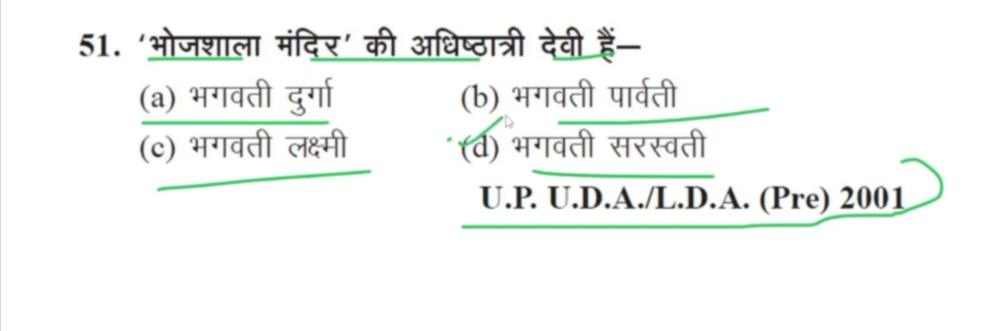 51. ‘भोजशाला मंदिर’ की अधिष्ठात्री देवी हैं—
(a) भगवती दुर्गा (b) भगवती पार्वती
(c) भगवती लक्ष्मी (d) भगवती सरस्वती
U.P. U.D.A./L.D.A. (Pre) 2001